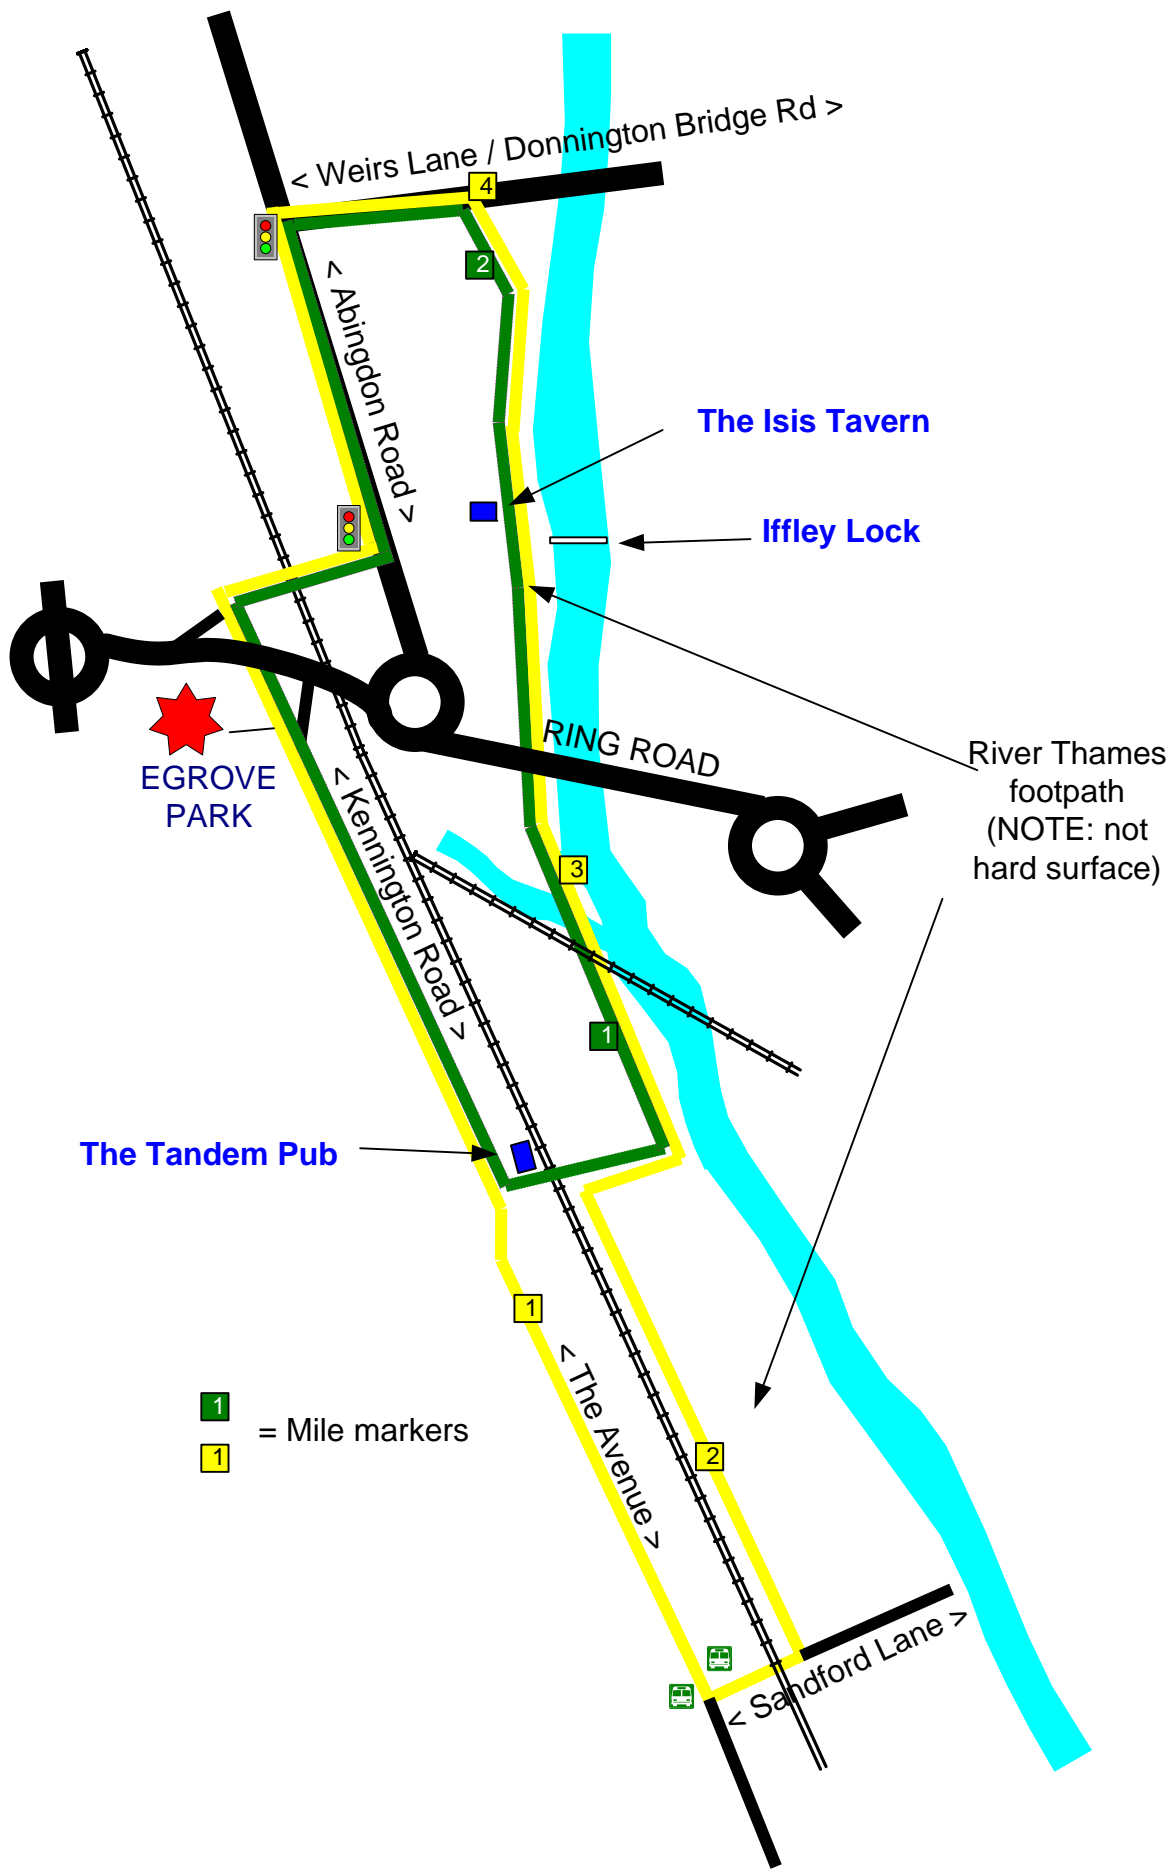 < Weirs Lane / Donnington Bridge Rd >
4
2
< Abingdon Road >
The Isis Tavern
Iffley Lock
RING ROAD
River Thames
footpath
(NOTE: not
hard surface)
EGROVE
PARK
< Kennington Road >
3
1
The Tandem Pub
1
< The Avenue >
1
= Mile markers
1
2
< Sandford Lane >